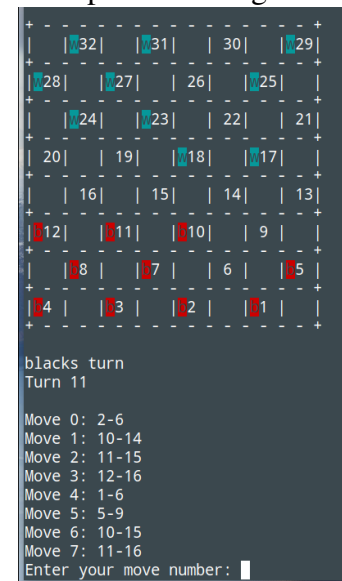 + - - - - - - - - - - - - - - - +
|   |w32|   |w31|   | 30|   |w29|
+ - - - - - - - - - - - - - - - +
|w28|   |w27|   | 26|   |w25|   |
+ - - - - - - - - - - - - - - - +
|   |w24|   |w23|   | 22|   | 21|
+ - - - - - - - - - - - - - - - +
| 20|   | 19|   |w18|   |w17|   |
+ - - - - - - - - - - - - - - - +
|   | 16|   | 15|   | 14|   | 13|
+ - - - - - - - - - - - - - - - +
|b12|   |b11|   |b10|   | 9 |   |
+ - - - - - - - - - - - - - - - +
|   |b8 |   |b7 |   | 6 |   |b5 |
+ - - - - - - - - - - - - - - - +
|b4 |   |b3 |   |b2 |   |b1 |   |
+ - - - - - - - - - - - - - - - +
blacks turn
Turn 11
Move 0: 2-6
Move 1: 10-14
Move 2: 11-15
Move 3: 12-16
Move 4: 1-6
Move 5: 5-9
Move 6: 10-15
Move 7: 11-16
Enter your move number: